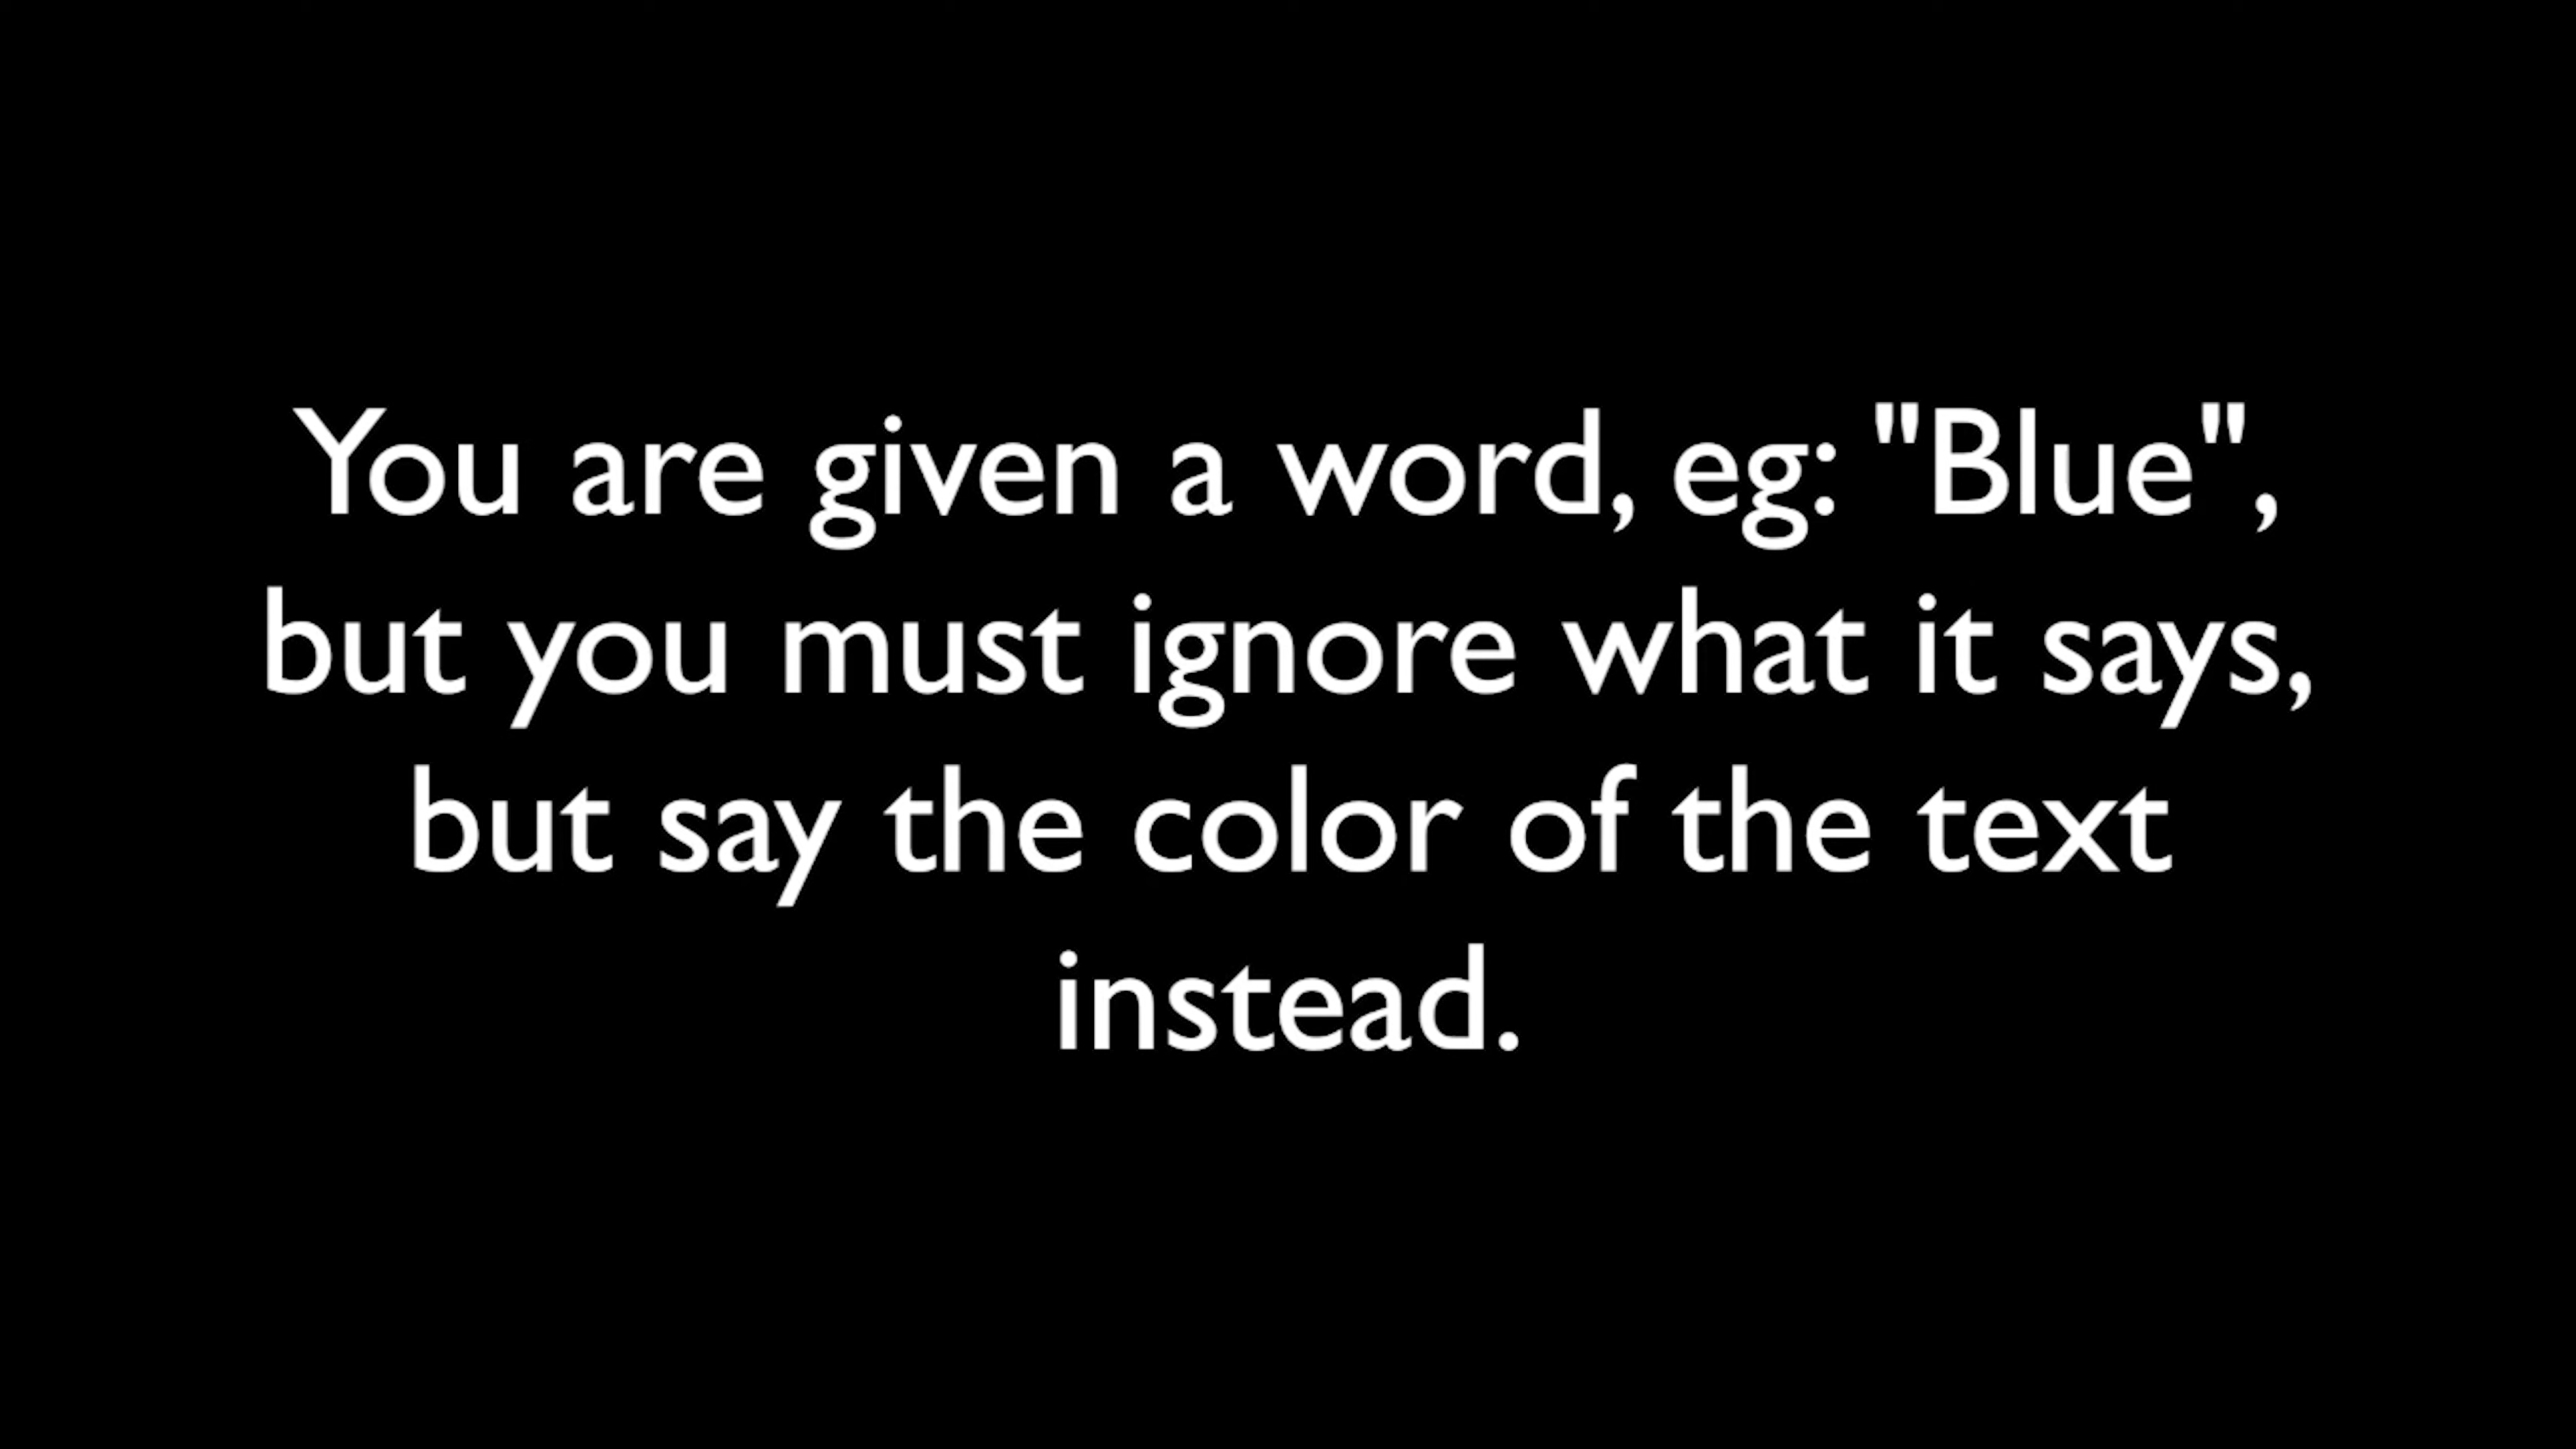 You are given a word, eg: "Blue",
but you must ignore what it says,
but say the color of the text
instead.